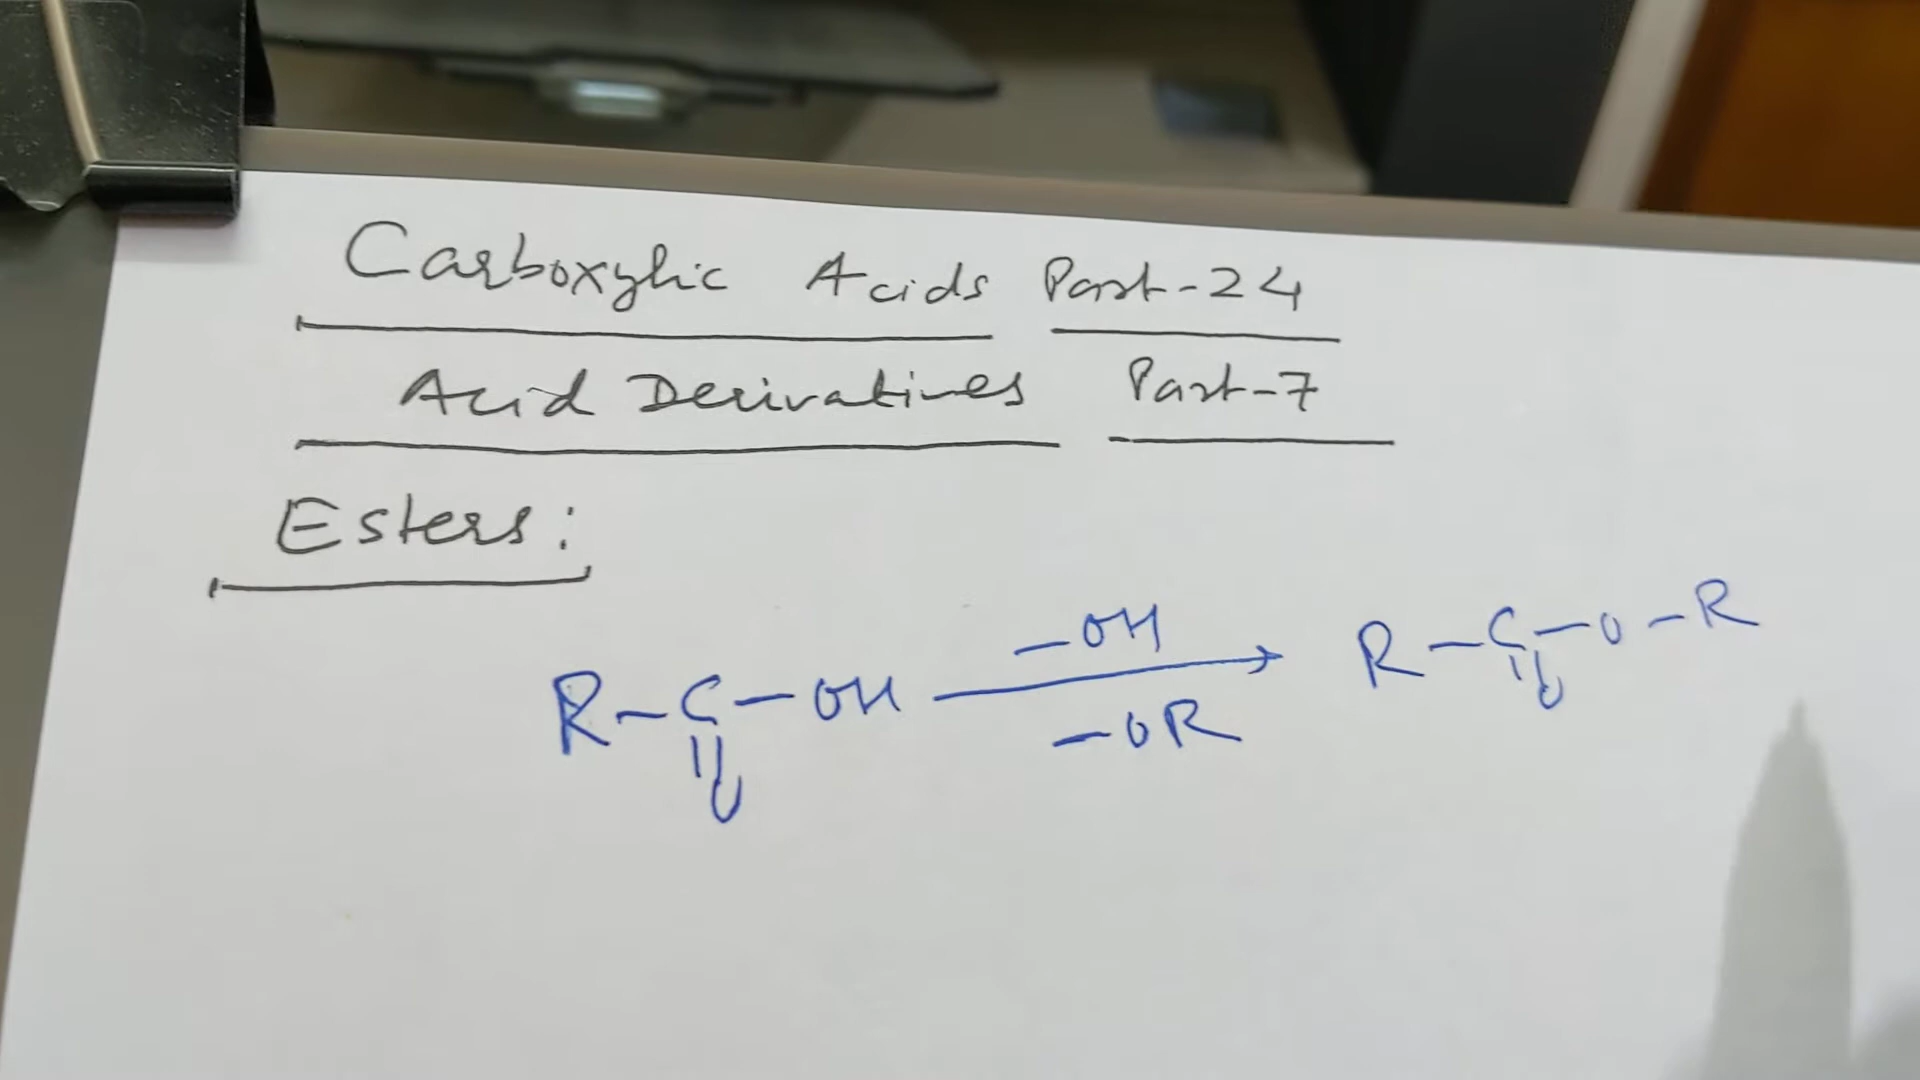 Carboxylic Acids Part-24
Acid Derivatives Part-7
Esters:
R-C-OH -OH R-C-O-R
O -OR O